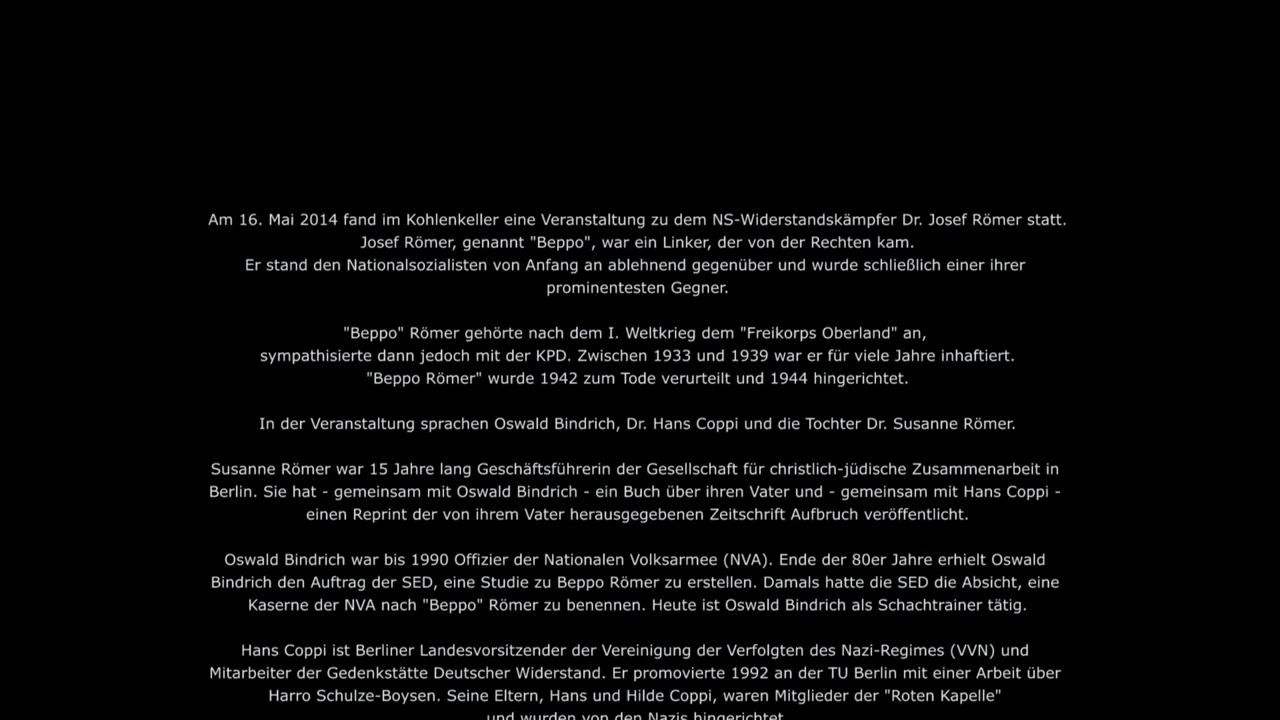 Am 16. Mai 2014 fand im Kohlenkeller eine Veranstaltung zu dem NS-Widerstandskämpfer Dr. Josef Römer statt.
Josef Römer, genannt "Beppo", war ein Linker, der von der Rechten kam.
Er stand den Nationalsozialisten von Anfang an ablehnend gegenüber und wurde schließlich einer ihrer
prominentesten Gegner.
"Beppo" Römer gehörte nach dem I. Weltkrieg dem "Freikorps Oberland" an,
sympathisierte dann jedoch mit der KPD. Zwischen 1933 und 1939 war er für viele Jahre inhaftiert.
"Beppo Römer" wurde 1942 zum Tode verurteilt und 1944 hingerichtet.
In der Veranstaltung sprachen Oswald Bindrich, Dr. Hans Coppi und die Tochter Dr. Susanne Römer.
Susanne Römer war 15 Jahre lang Geschäftsführerin der Gesellschaft für christlich-jüdische Zusammenarbeit in
Berlin. Sie hat - gemeinsam mit Oswald Bindrich - ein Buch über ihren Vater und - gemeinsam mit Hans Coppi -
einen Reprint der von ihrem Vater herausgegebenen Zeitschrift Aufbruch veröffentlicht.
Oswald Bindrich war bis 1990 Offizier der Nationalen Volksarmee (NVA). Ende der 80er Jahre erhielt Oswald
Bindrich den Auftrag der SED, eine Studie zu Beppo Römer zu erstellen. Damals hatte die SED die Absicht, eine
Kaserne der NVA nach "Beppo" Römer zu benennen. Heute ist Oswald Bindrich als Schachtrainer tätig.
Hans Coppi ist Berliner Landesvorsitzender der Vereinigung der Verfolgten des Nazi-Regimes (VVN) und
Mitarbeiter der Gedenkstätte Deutscher Widerstand. Er promovierte 1992 an der TU Berlin mit einer Arbeit über
Harro Schulze-Boysen. Seine Eltern, Hans und Hilde Coppi, waren Mitglieder der "Roten Kapelle"
und wurden von den Nazis hingerichtet